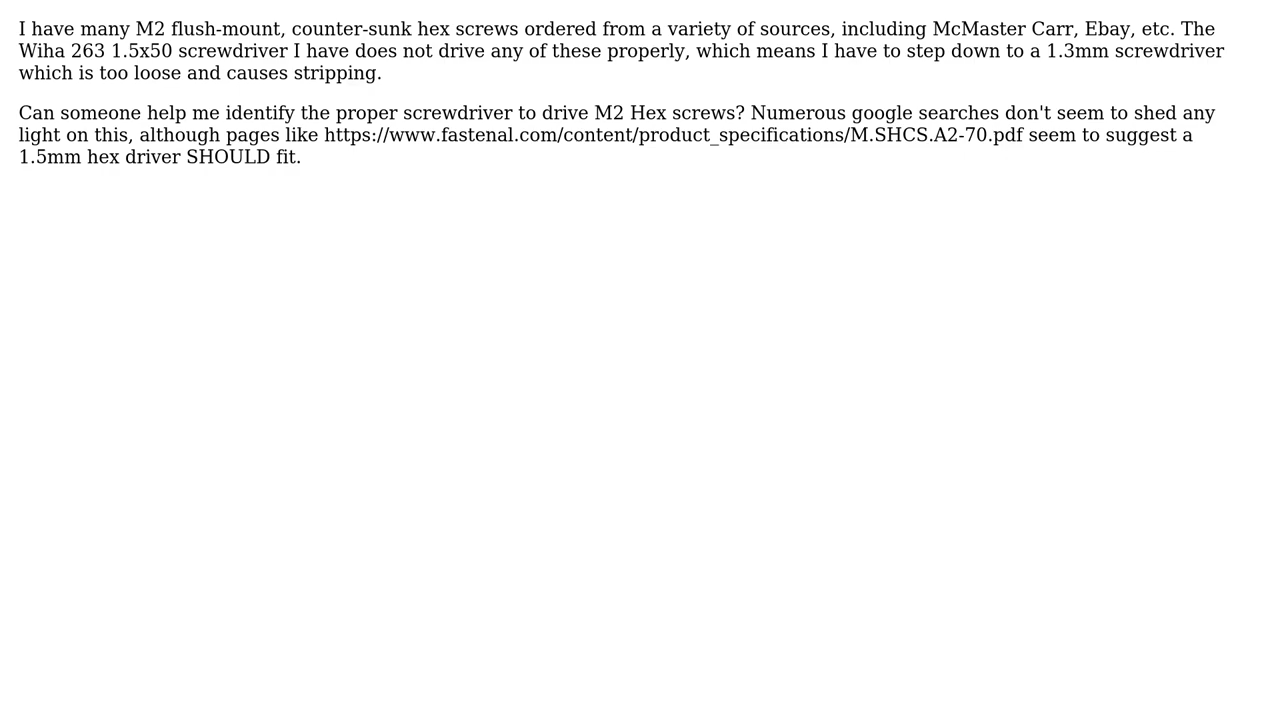 I have many M2 flush-mount, counter-sunk hex screws ordered from a variety of sources, including McMaster Carr, Ebay, etc. The
Wiha 263 1.5x50 screwdriver I have does not drive any of these properly, which means I have to step down to a 1.3mm screwdriver
which is too loose and causes stripping.
Can someone help me identify the proper screwdriver to drive M2 Hex screws? Numerous google searches don't seem to shed any
light on this, although pages like https://www.fastenal.com/content/product_specifications/M.SHCS.A2-70.pdf seem to suggest a
1.5mm hex driver SHOULD fit.